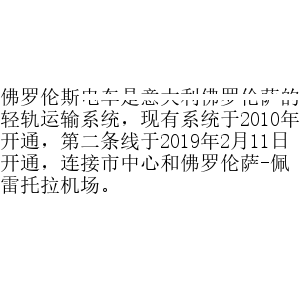 佛罗伦斯电车是意大利佛罗伦萨的
轻轨运输系统，现有系统于2010年
开通，第二条线于2019年2月11日
开通，连接市中心和佛罗伦萨-佩
雷托拉机场。